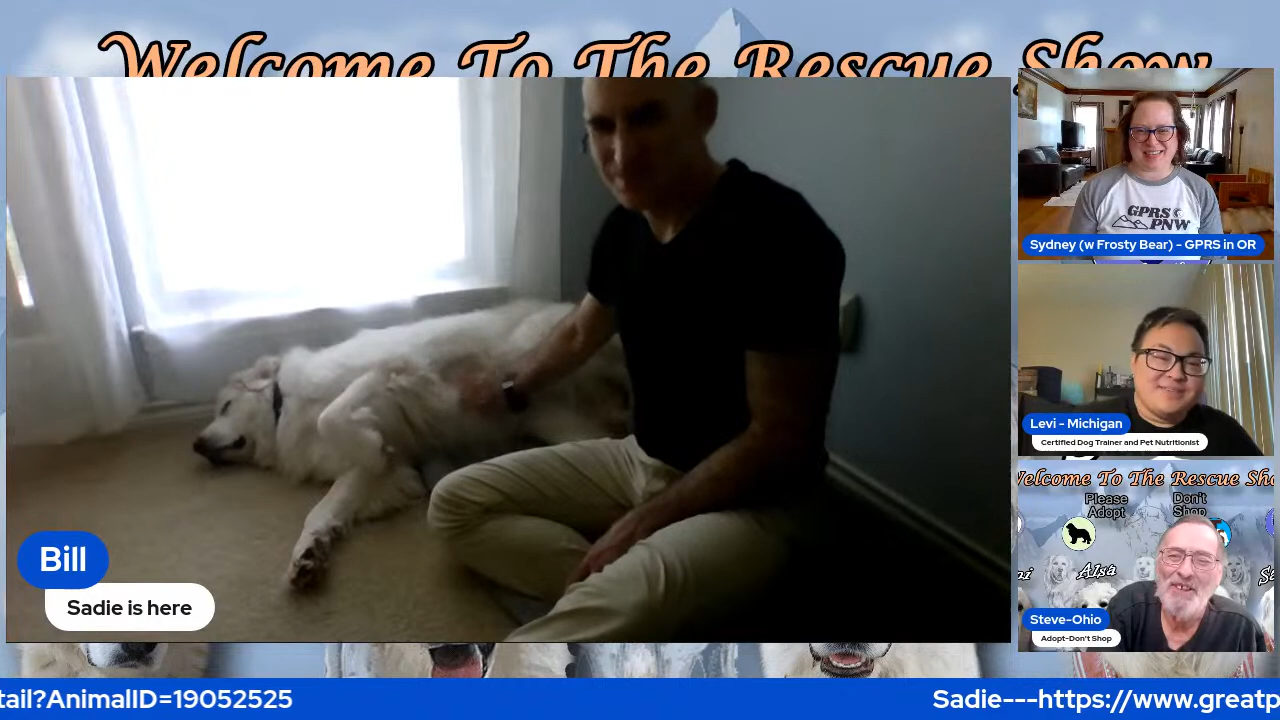 Welcome To The Rescue Show
GPRS
PNW
Sydney (w Frosty Bear) - GPRS in OR
Levi - Michigan
Certified Dog Trainer and Pet Nutritionist
Welcome To The Rescue Sho
Please
Adopt
Don't
Shop
Alsa
Steve-Ohio
Adopt-Don't Shop
Bill
Sadie is here
tail?AnimalID=19052525
Sadie---https://www.greatp